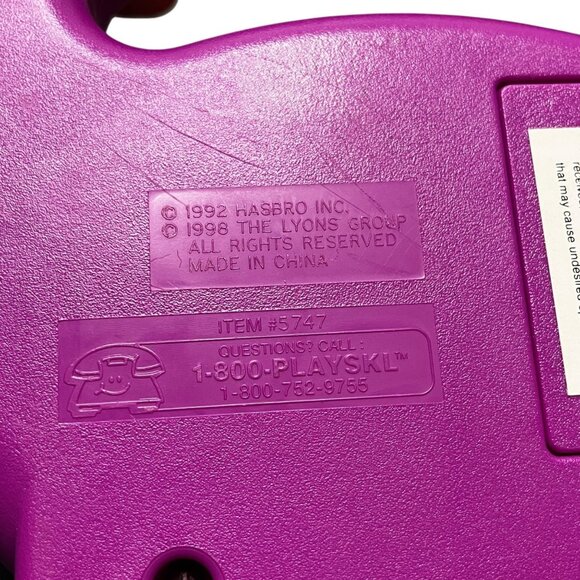 © 1992 HASBRO INC.
© 1998 THE LYONS GROUP
ALL RIGHTS RESERVED
MADE IN CHINA
ITEM #5747
QUESTIONS? CALL:
1-800-PLAYSKL™
1-800-752-9755
that may cause undesired